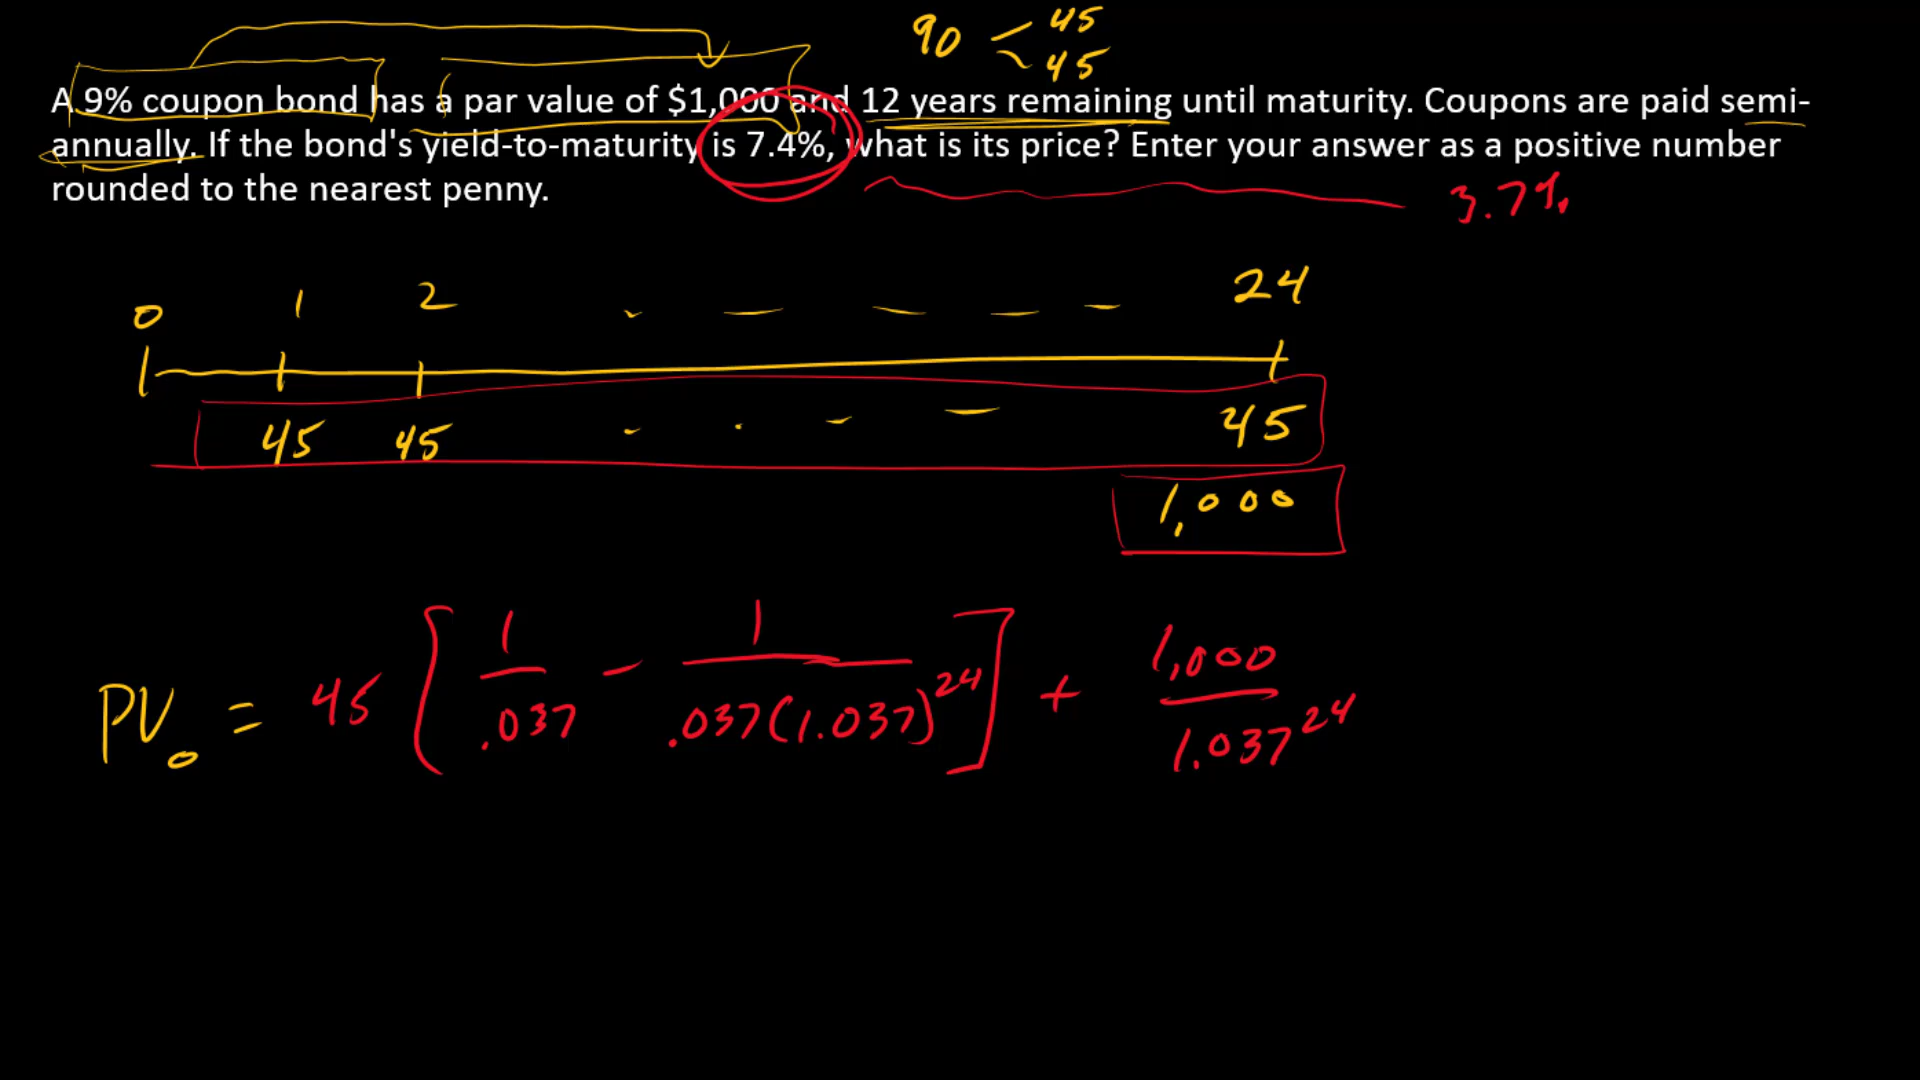 90 < 45
45
A 9% coupon bond has a par value of $1,000 and 12 years remaining until maturity. Coupons are paid semi-
annually. If the bond's yield-to-maturity is 7.4%, what is its price? Enter your answer as a positive number
rounded to the nearest penny.
3.7%
0 1 2 . — — — — 24
45 45 . . - — 45
1,000
PV₀ = 45 [ 1/.037 - 1/.037(1.037)²⁴ ] + 1,000/1.037²⁴